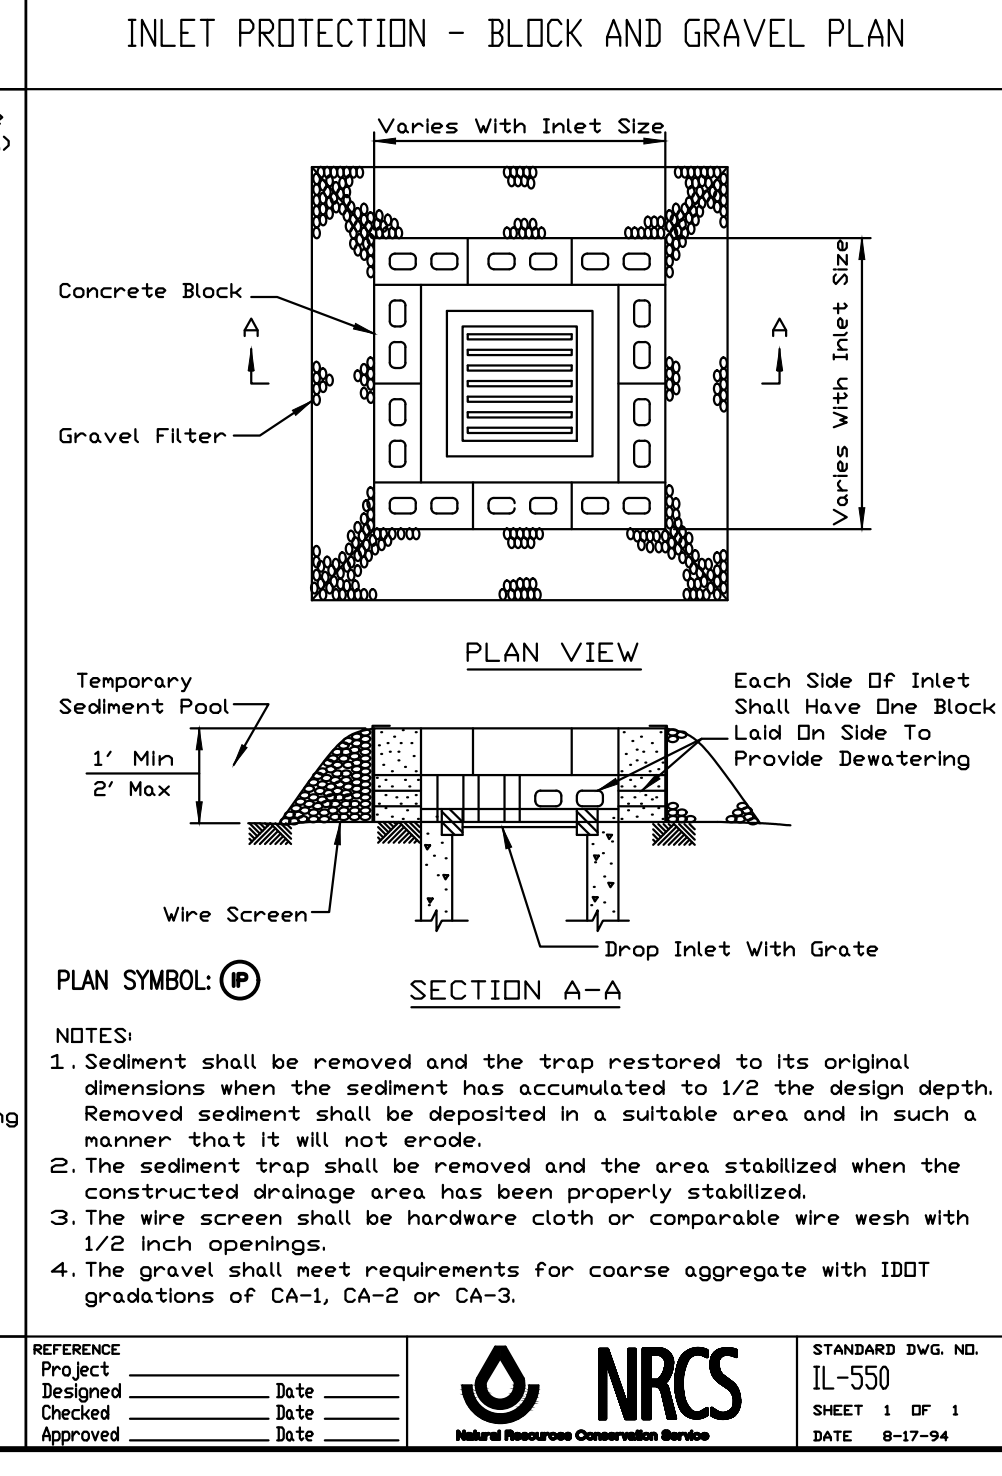 INLET PROTECTION - BLOCK AND GRAVEL PLAN
Varies With Inlet Size
Varies With Inlet Size
Concrete Block
A
A
Gravel Filter
PLAN VIEW
Temporary
Sediment Pool
1' Min
2' Max
Each Side Of Inlet
Shall Have One Block
Laid On Side To
Provide Dewatering
Wire Screen
Drop Inlet With Grate
PLAN SYMBOL: IP
SECTION A-A
NOTES:
1. Sediment shall be removed and the trap restored to its original
dimensions when the sediment has accumulated to 1/2 the design depth.
Removed sediment shall be deposited in a suitable area and in such a
manner that it will not erode.
2. The sediment trap shall be removed and the area stabilized when the
constructed drainage area has been properly stabilized.
3. The wire screen shall be hardware cloth or comparable wire wesh with
1/2 inch openings.
4. The gravel shall meet requirements for coarse aggregate with IDOT
gradations of CA-1, CA-2 or CA-3.
ng
REFERENCE
Project
Designed Date
Checked Date
Approved Date
NRCS
Natural Resources Conservation Service
STANDARD DWG. NO.
IL-550
SHEET 1 OF 1
DATE 8-17-94